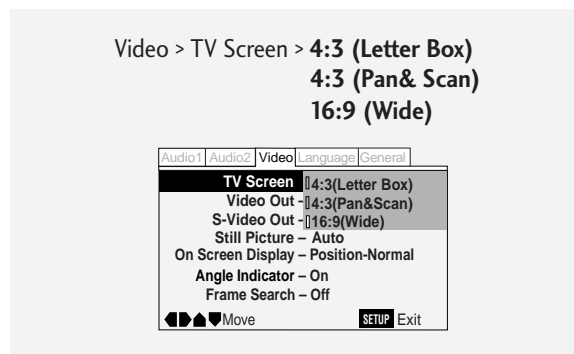 Video > TV Screen > 4:3 (Letter Box)
4:3 (Pan& Scan)
16:9 (Wide)
Audio1 Audio2 Video Language General
TV Screen 4:3(Letter Box)
Video Out - 4:3(Pan&Scan)
S-Video Out - 16:9(Wide)
Still Picture – Auto
On Screen Display – Position-Normal
Angle Indicator – On
Frame Search – Off
Move SETUP Exit